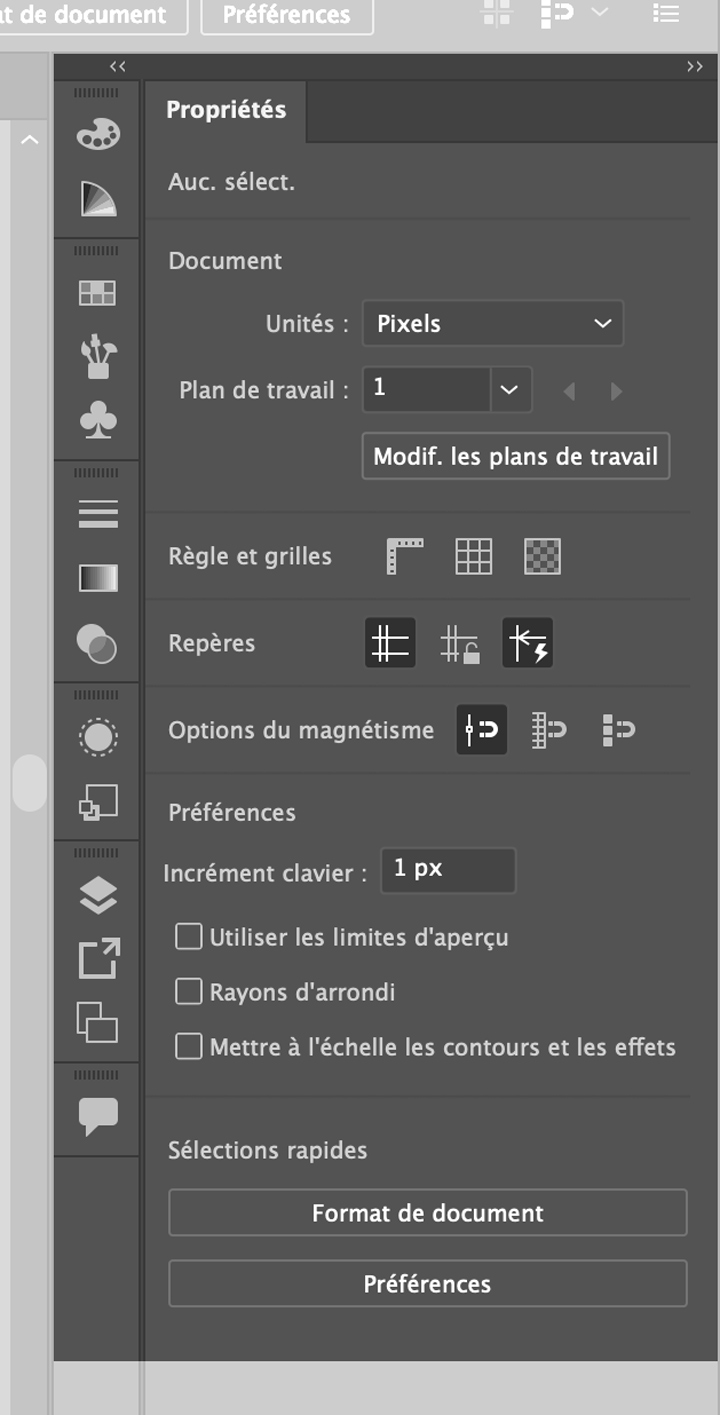 t de document
Préférences
Propriétés
Auc. sélect.
Document
Unités :
Pixels
Plan de travail :
1
Modif. les plans de travail
Règle et grilles
Repères
Options du magnétisme
Préférences
Incrément clavier :
1 px
Utiliser les limites d'aperçu
Rayons d'arrondi
Mettre à l'échelle les contours et les effets
Sélections rapides
Format de document
Préférences